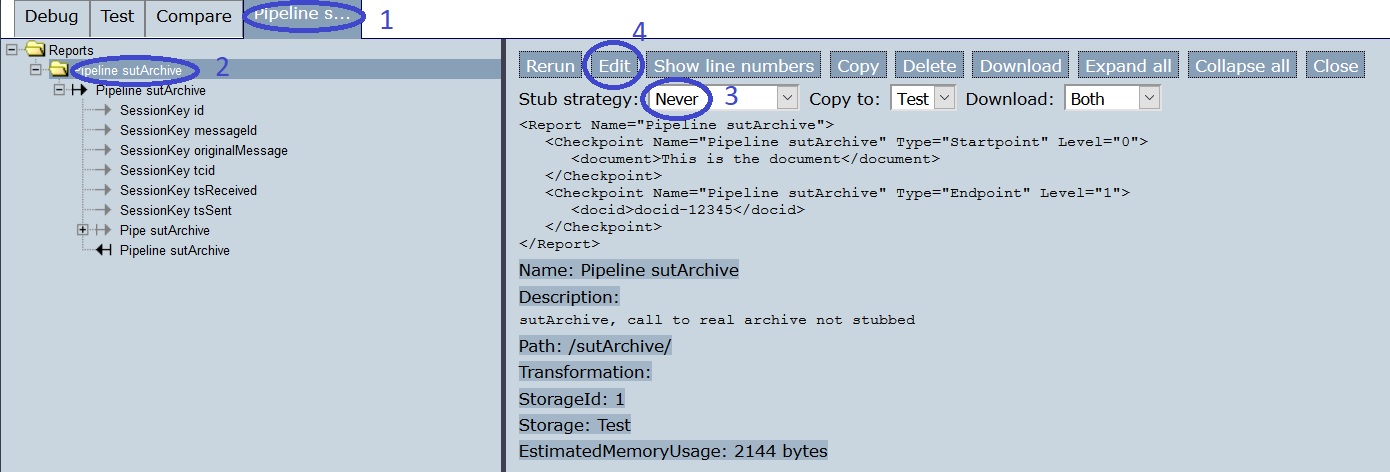 Debug Test Compare Pipeline s... 1
4
Reports
Pipeline sutArchive 2
Pipeline sutArchive
SessionKey id
SessionKey messageId
SessionKey originalMessage
SessionKey tcid
SessionKey tsReceived
SessionKey tsSent
Pipe sutArchive
Pipeline sutArchive
Rerun Edit Show line numbers Copy Delete Download Expand all Collapse all Close
Stub strategy: Never 3 Copy to: Test Download: Both
<Report Name="Pipeline sutArchive">
<Checkpoint Name="Pipeline sutArchive" Type="Startpoint" Level="0">
<document>This is the document</document>
</Checkpoint>
<Checkpoint Name="Pipeline sutArchive" Type="Endpoint" Level="1">
<docid>docid-12345</docid>
</Checkpoint>
</Report>
Name: Pipeline sutArchive
Description:
sutArchive, call to real archive not stubbed
Path: /sutArchive/
Transformation:
StorageId: 1
Storage: Test
EstimatedMemoryUsage: 2144 bytes